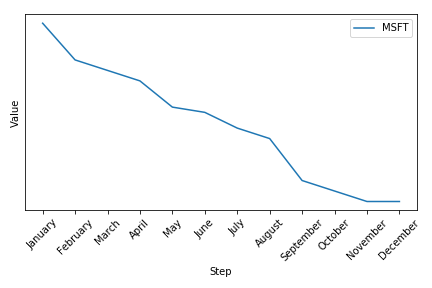 MSFT
Value
January
February
March
April
May
June
July
August
September
October
November
December
Step